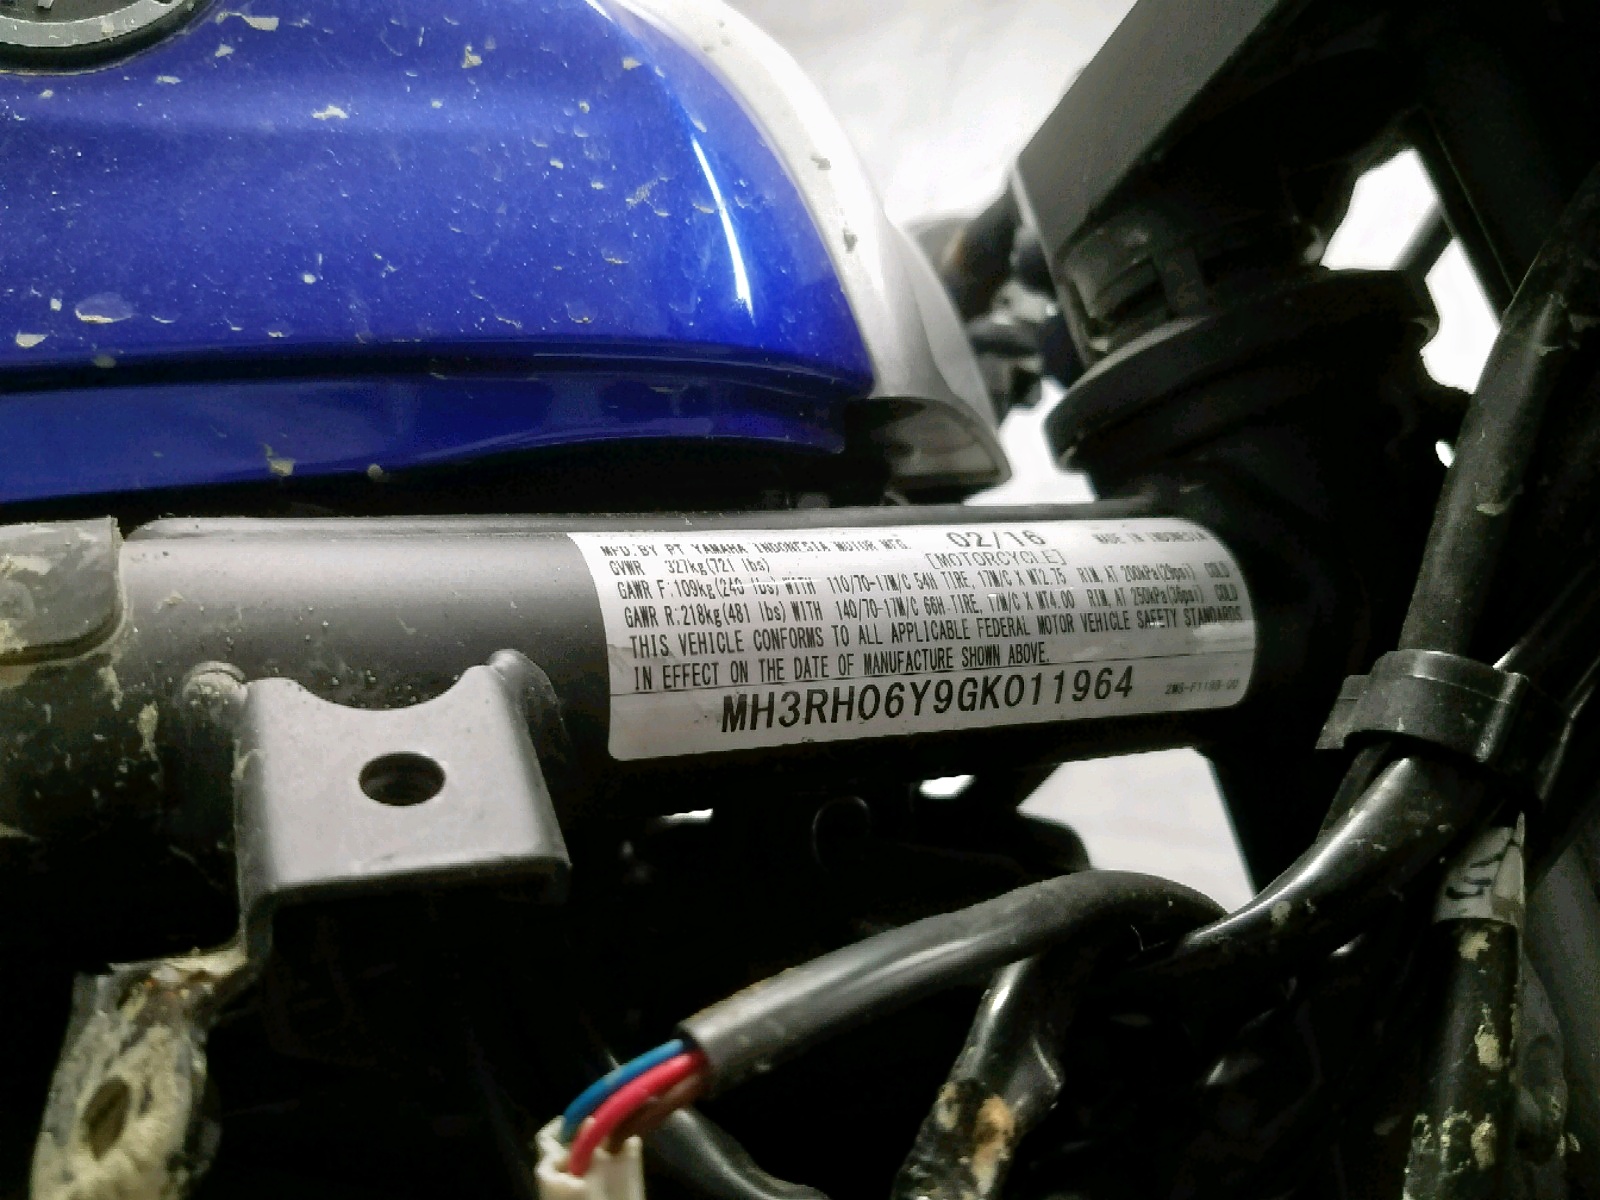 MFD. BY PT YAMAHA INDONESIA MOTOR MFG. 02/16 MADE IN INDONESIA
GVWR 327kg(721 lbs) [MOTORCYCLE]
GAWR F:109kg(240 lbs) WITH 110/70-17M/C 54H TIRE, 17M/C X MT2.75 RIM, AT 200kPa(29psi) COLD
GAWR R:218kg(481 lbs) WITH 140/70-17M/C 66H TIRE, 17M/C X MT4.00 RIM, AT 250kPa(36psi) COLD
THIS VEHICLE CONFORMS TO ALL APPLICABLE FEDERAL MOTOR VEHICLE SAFETY STANDARDS
IN EFFECT ON THE DATE OF MANUFACTURE SHOWN ABOVE.
MH3RH06Y9GK011964